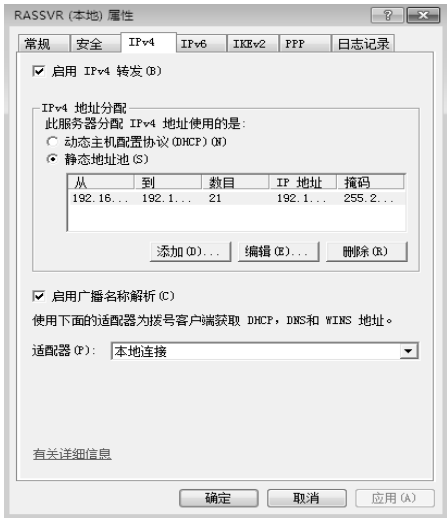 RASSVR (本地) 属性
常规 安全 IPv4 IPv6 IKEv2 PPP 日志记录
启用 IPv4 转发(B)
IPv4 地址分配
此服务器分配 IPv4 地址使用的是:
动态主机配置协议(DHCP)(N)
静态地址池(S)
从 到 数目 IP 地址 掩码
192.16... 192.1... 21 192.1... 255.2...
添加(D)... 编辑(E)... 删除(R)
启用广播名称解析(C)
使用下面的适配器为拨号客户端获取 DHCP，DNS和 WINS 地址。
适配器(P): 本地连接
有关详细信息
确定 取消 应用(A)